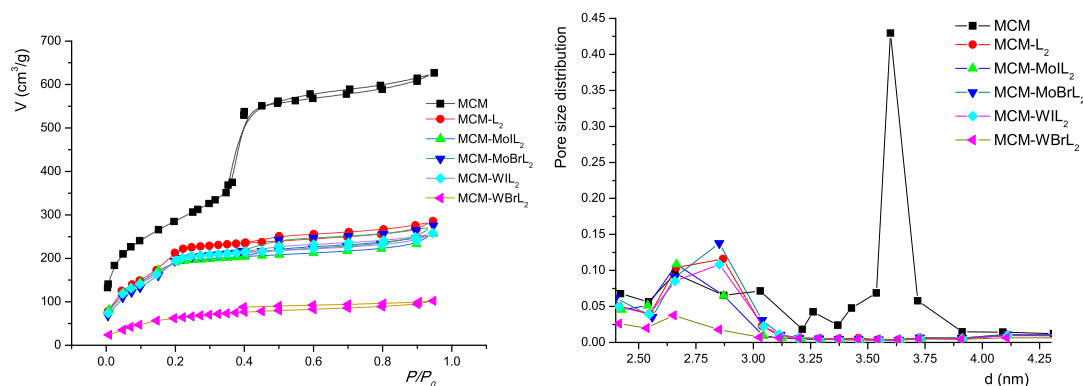 V (cm³/g)
700
600
500
400
300
200
100
0
0.0 0.2 0.4 0.6 0.8 1.0
P/P₀
MCM
MCM-L₂
MCM-MoIL₂
MCM-MoBrL₂
MCM-WIL₂
MCM-WBrL₂
Pore size distribution
0.45
0.40
0.35
0.30
0.25
0.20
0.15
0.10
0.05
0.00
2.50 2.75 3.00 3.25 3.50 3.75 4.00 4.25
d (nm)
MCM
MCM-L₂
MCM-MoIL₂
MCM-MoBrL₂
MCM-WIL₂
MCM-WBrL₂